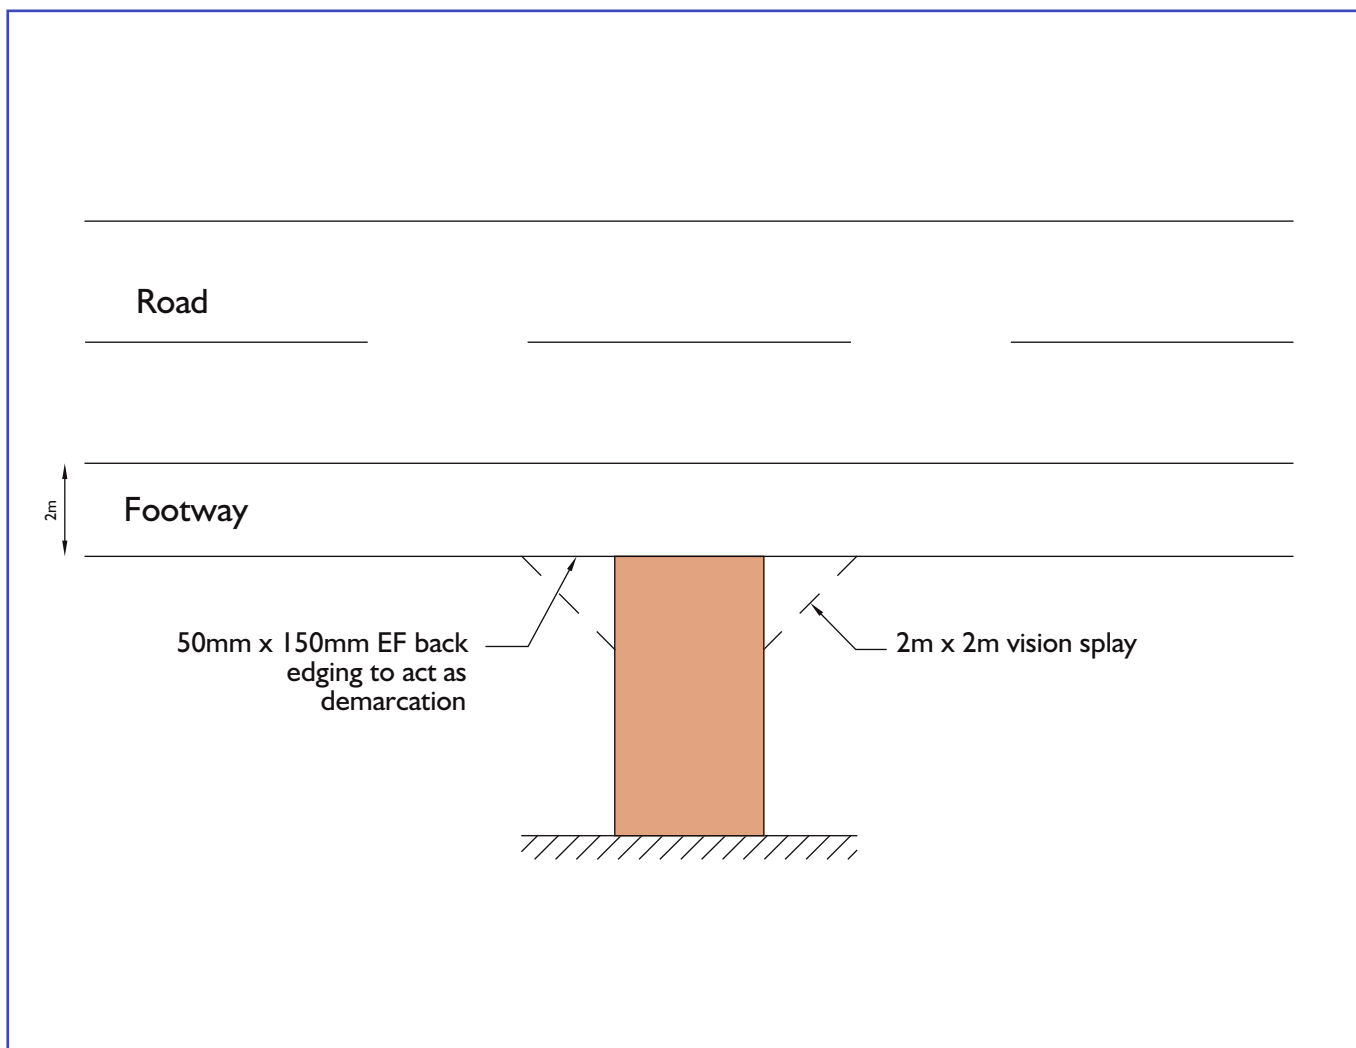 Road
2m
Footway
50mm x 150mm EF back
edging to act as
demarcation
2m x 2m vision splay